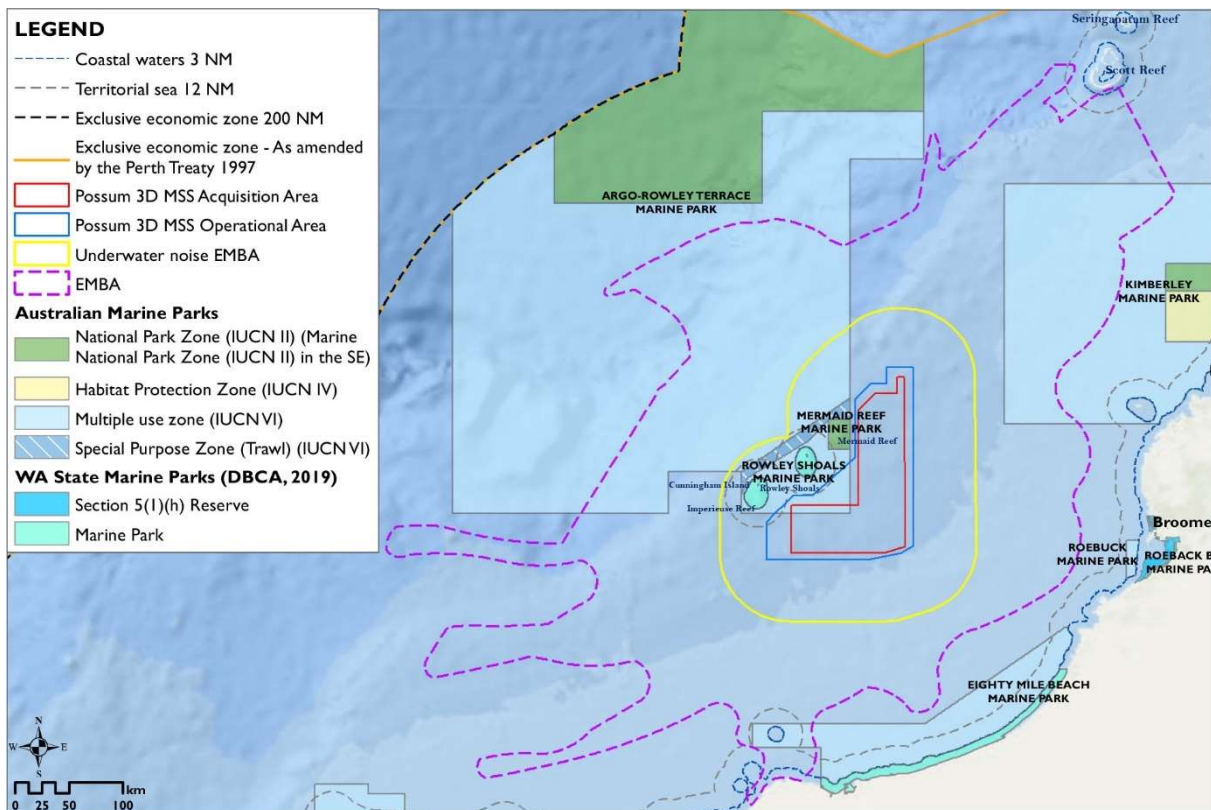 LEGEND
Coastal waters 3 NM
Territorial sea 12 NM
Exclusive economic zone 200 NM
Exclusive economic zone - As amended
by the Perth Treaty 1997
Possum 3D MSS Acquisition Area
Possum 3D MSS Operational Area
Underwater noise EMBA
EMBA
Australian Marine Parks
National Park Zone (IUCN II) (Marine
National Park Zone (IUCN II) in the SE)
Habitat Protection Zone (IUCN IV)
Multiple use zone (IUCN VI)
Special Purpose Zone (Trawl) (IUCN VI)
WA State Marine Parks (DBCA, 2019)
Section 5(1)(h) Reserve
Marine Park
Seringapatam Reef
Scott Reef
ARGO-ROWLEY TERRACE
MARINE PARK
KIMBERLEY
MARINE PARK
MERMAID REEF
MARINE PARK
Mermaid Reef
ROWLEY SHOALS
MARINE PARK
Cunningham Island
Rowley Shoals
Imperieuse Reef
Broome
ROEBUCK
MARINE PARK
ROEBACK B
MARINE PA
EIGHTY MILE BEACH
MARINE PARK
N
W E
S
km
0 25 50 100